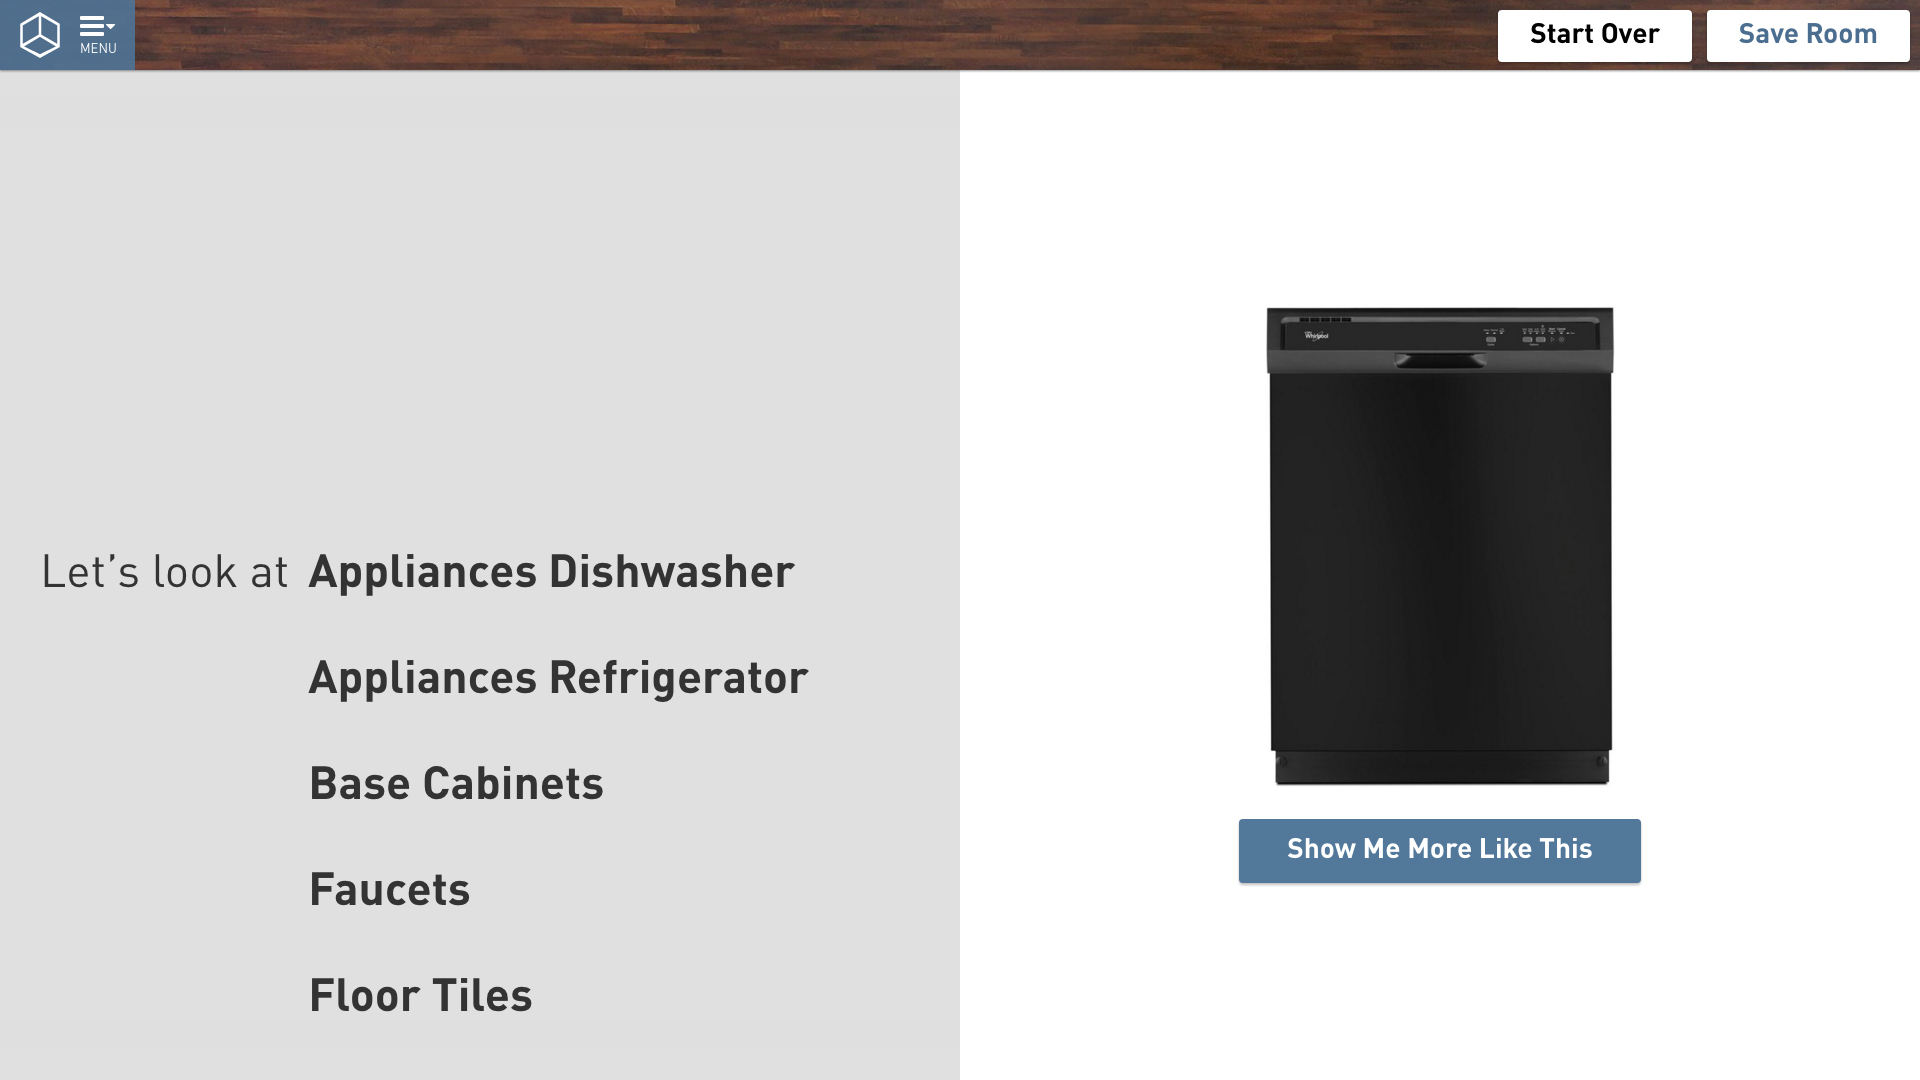 MENU
Start Over
Save Room
Whirlpool
Let's look at Appliances Dishwasher
Appliances Refrigerator
Base Cabinets
Faucets
Floor Tiles
Show Me More Like This